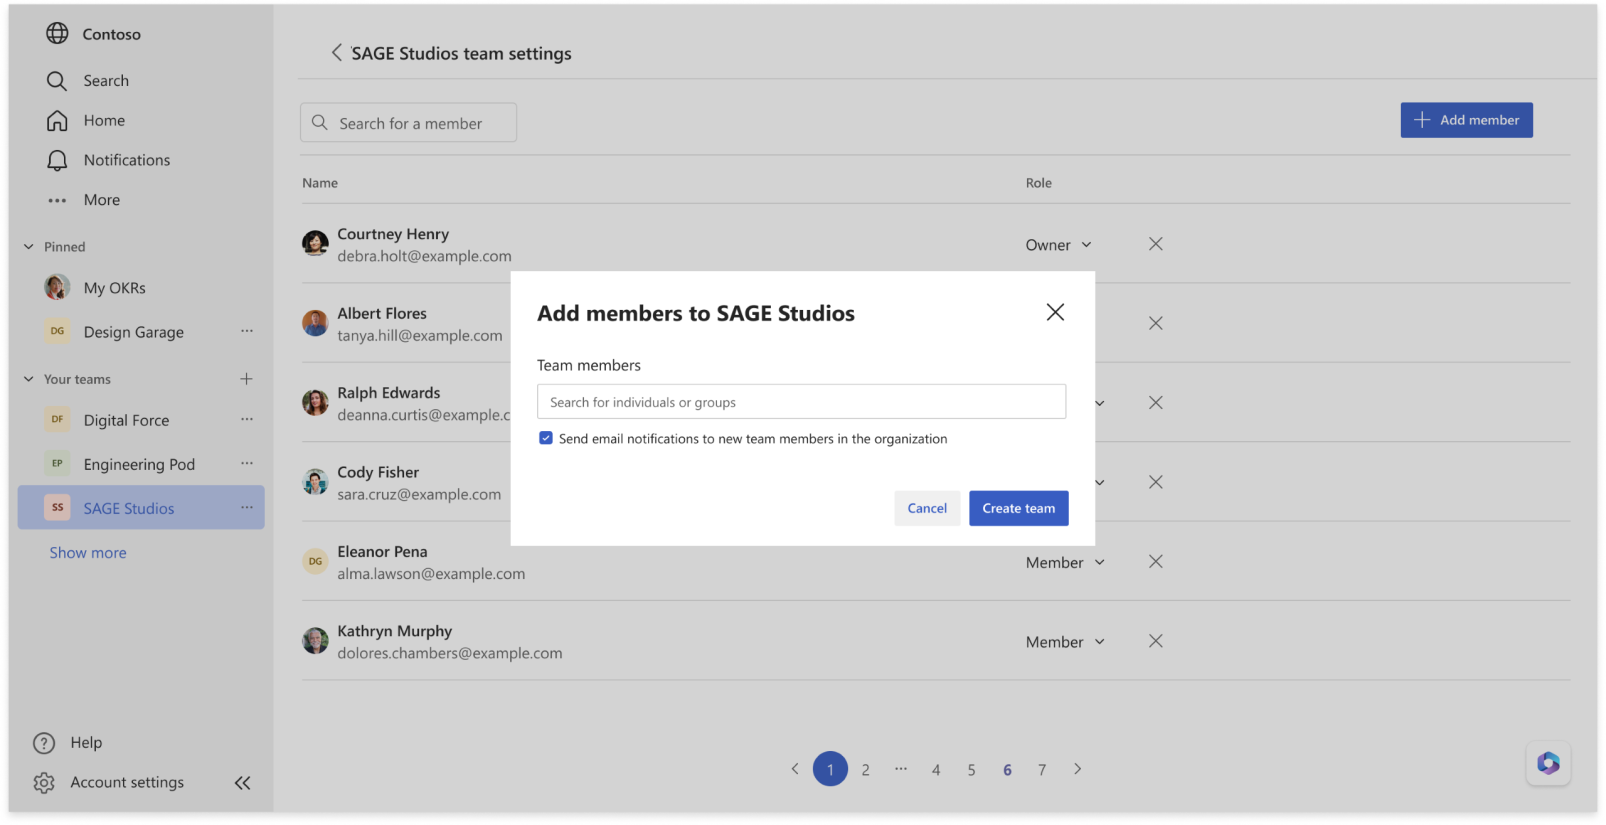 Contoso
Search
Home
Notifications
More
Pinned
My OKRs
DG Design Garage
Your teams
DF Digital Force
EP Engineering Pod
SS SAGE Studios
Show more
Help
Account settings
SAGE Studios team settings
Search for a member
Add member
Name Role
Courtney Henry
debra.holt@example.com
Owner
Albert Flores
tanya.hill@example.com
Ralph Edwards
deanna.curtis@example.c
Cody Fisher
sara.cruz@example.com
DG Eleanor Pena
alma.lawson@example.com
Member
Kathryn Murphy
dolores.chambers@example.com
Member
1 2 ... 4 5 6 7
Add members to SAGE Studios
Team members
Search for individuals or groups
Send email notifications to new team members in the organization
Cancel Create team